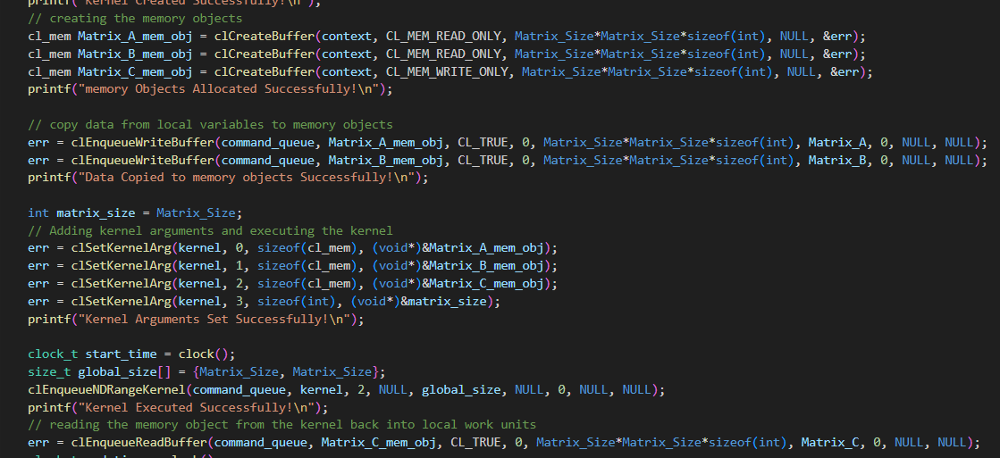 printf("Kernel Created Successfully!\n");
// creating the memory objects
cl_mem Matrix_A_mem_obj = clCreateBuffer(context, CL_MEM_READ_ONLY, Matrix_Size*Matrix_Size*sizeof(int), NULL, &err);
cl_mem Matrix_B_mem_obj = clCreateBuffer(context, CL_MEM_READ_ONLY, Matrix_Size*Matrix_Size*sizeof(int), NULL, &err);
cl_mem Matrix_C_mem_obj = clCreateBuffer(context, CL_MEM_WRITE_ONLY, Matrix_Size*Matrix_Size*sizeof(int), NULL, &err);
printf("memory Objects Allocated Successfully!\n");
// copy data from local variables to memory objects
err = clEnqueueWriteBuffer(command_queue, Matrix_A_mem_obj, CL_TRUE, 0, Matrix_Size*Matrix_Size*sizeof(int), Matrix_A, 0, NULL, NULL);
err = clEnqueueWriteBuffer(command_queue, Matrix_B_mem_obj, CL_TRUE, 0, Matrix_Size*Matrix_Size*sizeof(int), Matrix_B, 0, NULL, NULL);
printf("Data Copied to memory objects Successfully!\n");
int matrix_size = Matrix_Size;
// Adding kernel arguments and executing the kernel
err = clSetKernelArg(kernel, 0, sizeof(cl_mem), (void*)&Matrix_A_mem_obj);
err = clSetKernelArg(kernel, 1, sizeof(cl_mem), (void*)&Matrix_B_mem_obj);
err = clSetKernelArg(kernel, 2, sizeof(cl_mem), (void*)&Matrix_C_mem_obj);
err = clSetKernelArg(kernel, 3, sizeof(int), (void*)&matrix_size);
printf("Kernel Arguments Set Successfully!\n");
clock_t start_time = clock();
size_t global_size[] = {Matrix_Size, Matrix_Size};
clEnqueueNDRangeKernel(command_queue, kernel, 2, NULL, global_size, NULL, 0, NULL, NULL);
printf("Kernel Executed Successfully!\n");
// reading the memory object from the kernel back into local work units
err = clEnqueueReadBuffer(command_queue, Matrix_C_mem_obj, CL_TRUE, 0, Matrix_Size*Matrix_Size*sizeof(int), Matrix_C, 0, NULL, NULL);